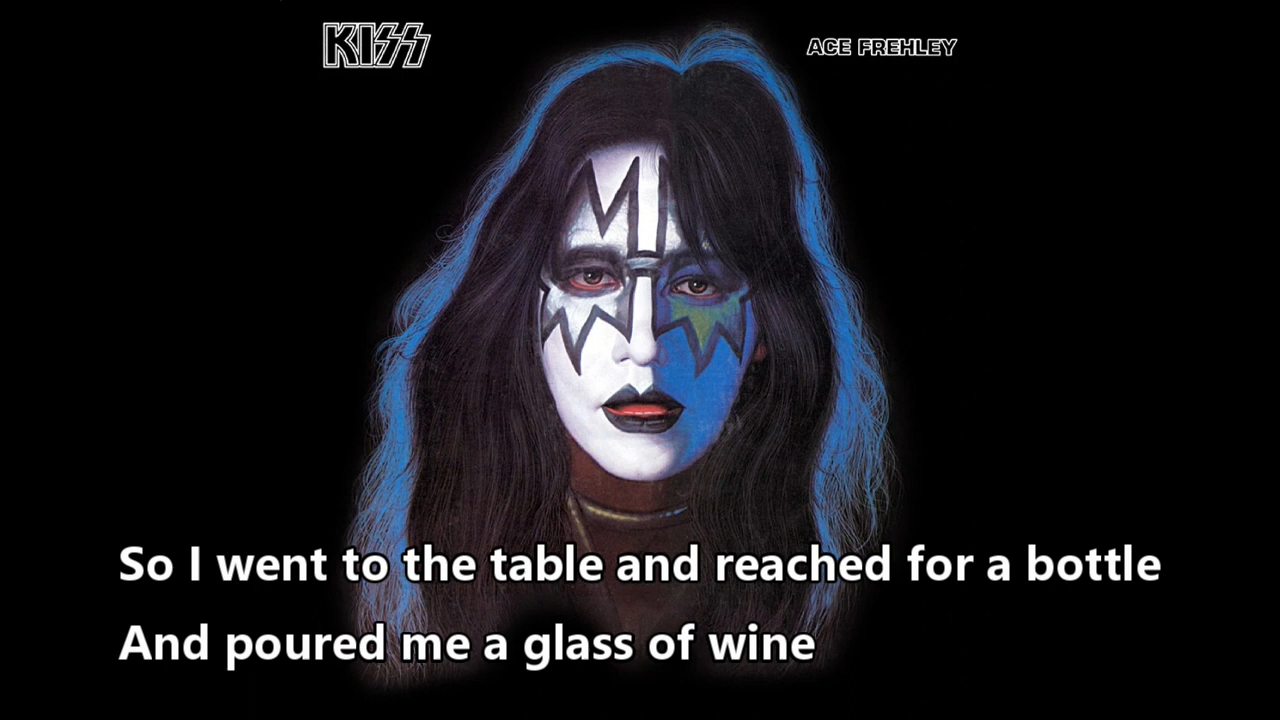 KISS
ACE FREHLEY
So I went to the table and reached for a bottle
And poured me a glass of wine